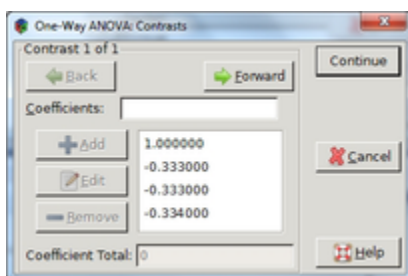 One-Way ANOVA: Contrasts
Contrast 1 of 1
Back
Forward
Continue
Coefficients:
Add
Edit
Remove
1.000000
-0.333000
-0.333000
-0.334000
Cancel
Coefficient Total: 0
Help